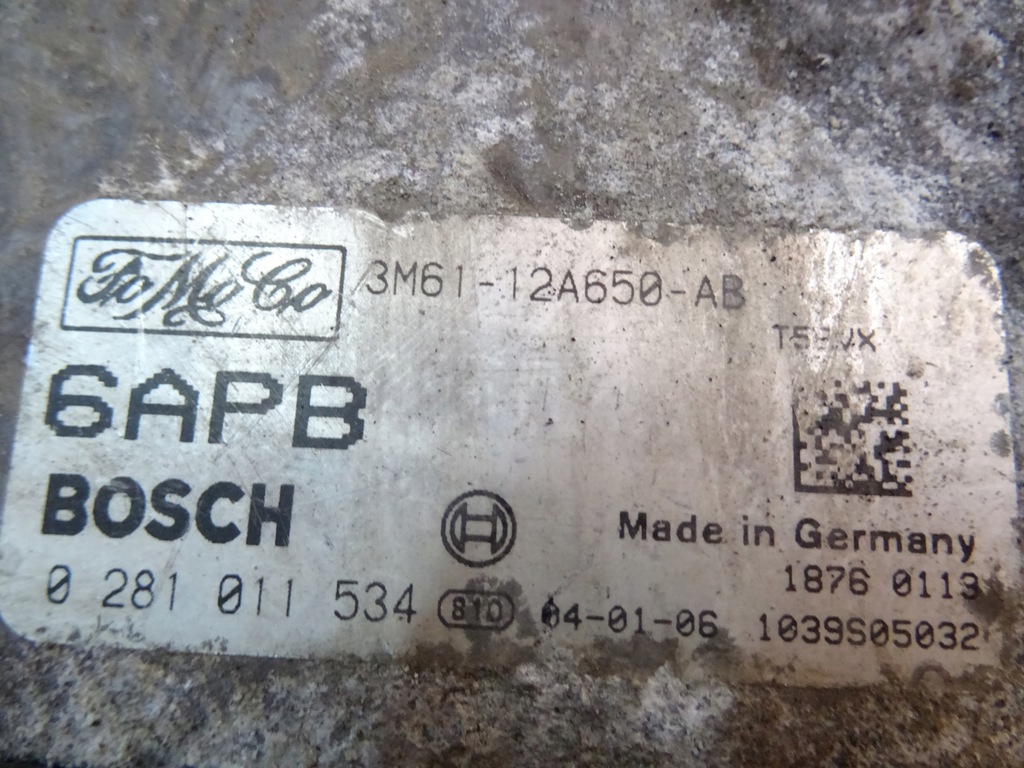 FoMoCo 3M61-12A650-AB
6APB
BOSCH
Made in Germany
1876 0113
0 281 011 534 810 04-01-06 1039S05032